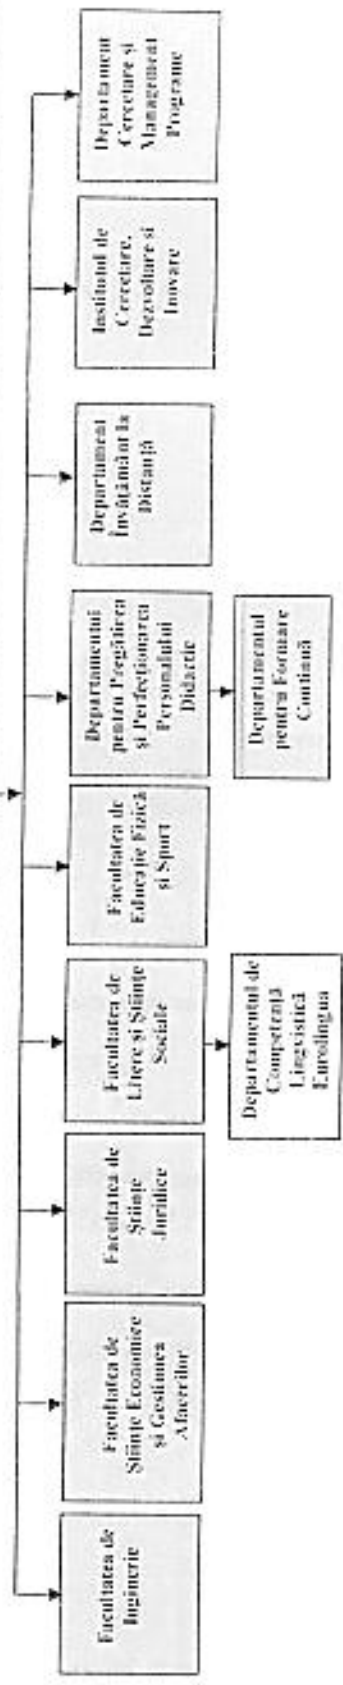 Facultatea de
Inginerie
Facultatea de
Științe Economice
și Gestiunea
Afacerilor
Facultatea de
Științe
Juridice
Facultatea de
Litere și Științe
Sociale
Facultatea de
Educație Fizică
și Sport
Departamentului
pentru Pregătirea
și Perfecționarea
Personalului
Didactic
Departament
Învățământ la
Distanță
Institutul de
Cercetare,
Dezvoltare și
Inovare
Departament
Cercetare și
Management
Programe
Departamentul de
Competență
Lingvistică
Eurolingua
Departamentul
pentru Formare
Continuă